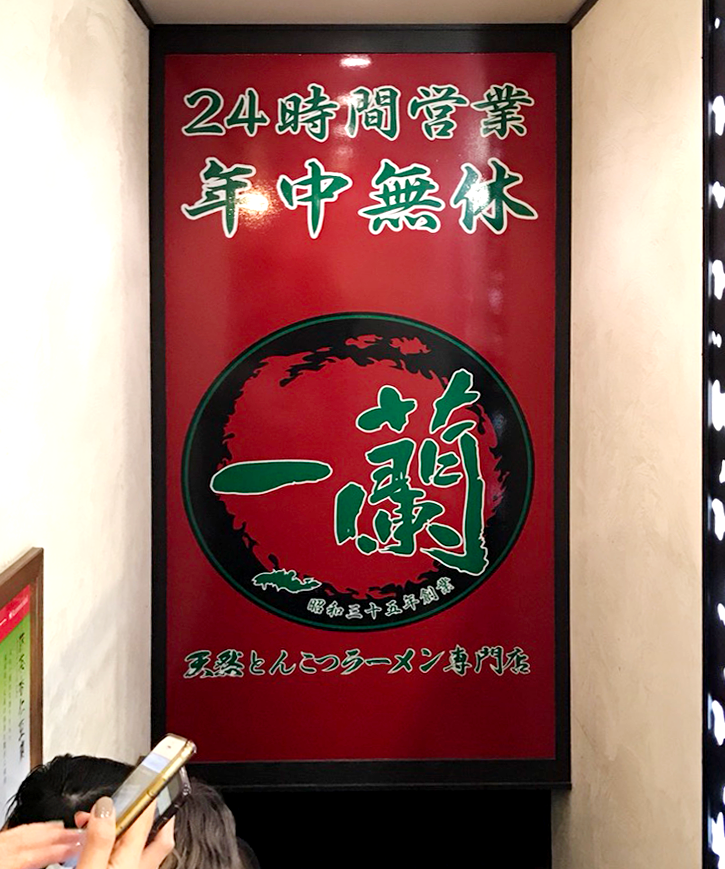 24時間営業
年中無休
一蘭
昭和三十五年創業
天然とんこつラーメン専門店